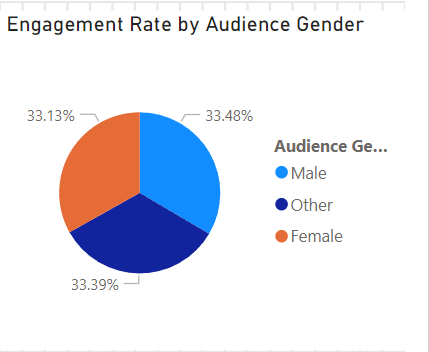 Engagement Rate by Audience Gender
33.13%
33.48%
Audience Ge...
Male
Other
Female
33.39%